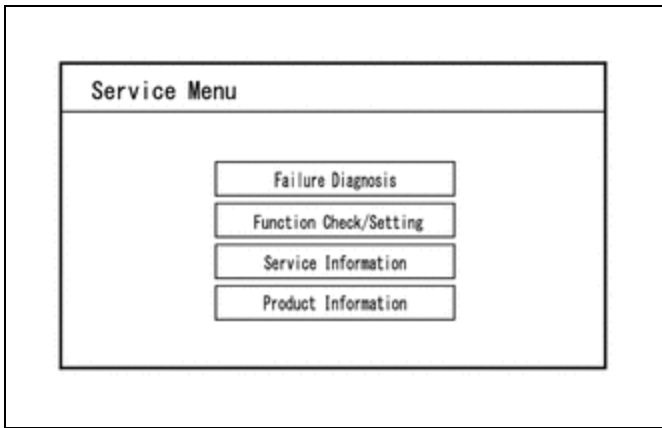 Service Menu
Failure Diagnosis
Function Check/Setting
Service Information
Product Information